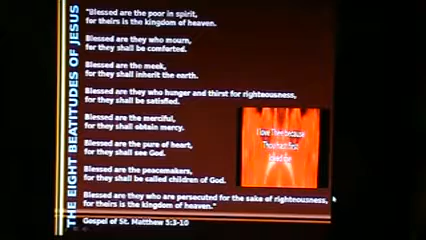 THE EIGHT BEATITUDES OF JESUS
"Blessed are the poor in spirit,
for theirs is the kingdom of heaven.
Blessed are they who mourn,
for they shall be comforted.
Blessed are the meek,
for they shall inherit the earth.
Blessed are they who hunger and thirst for righteousness,
for they shall be satisfied.
Blessed are the merciful,
for they shall obtain mercy.
Blessed are the pure of heart,
for they shall see God.
Blessed are the peacemakers,
for they shall be called children of God.
Blessed are they who are persecuted for the sake of righteousness,
for theirs is the kingdom of heaven."
Gospel of St. Matthew 5:3-10
I love Thee because
Thou hast first
loved me